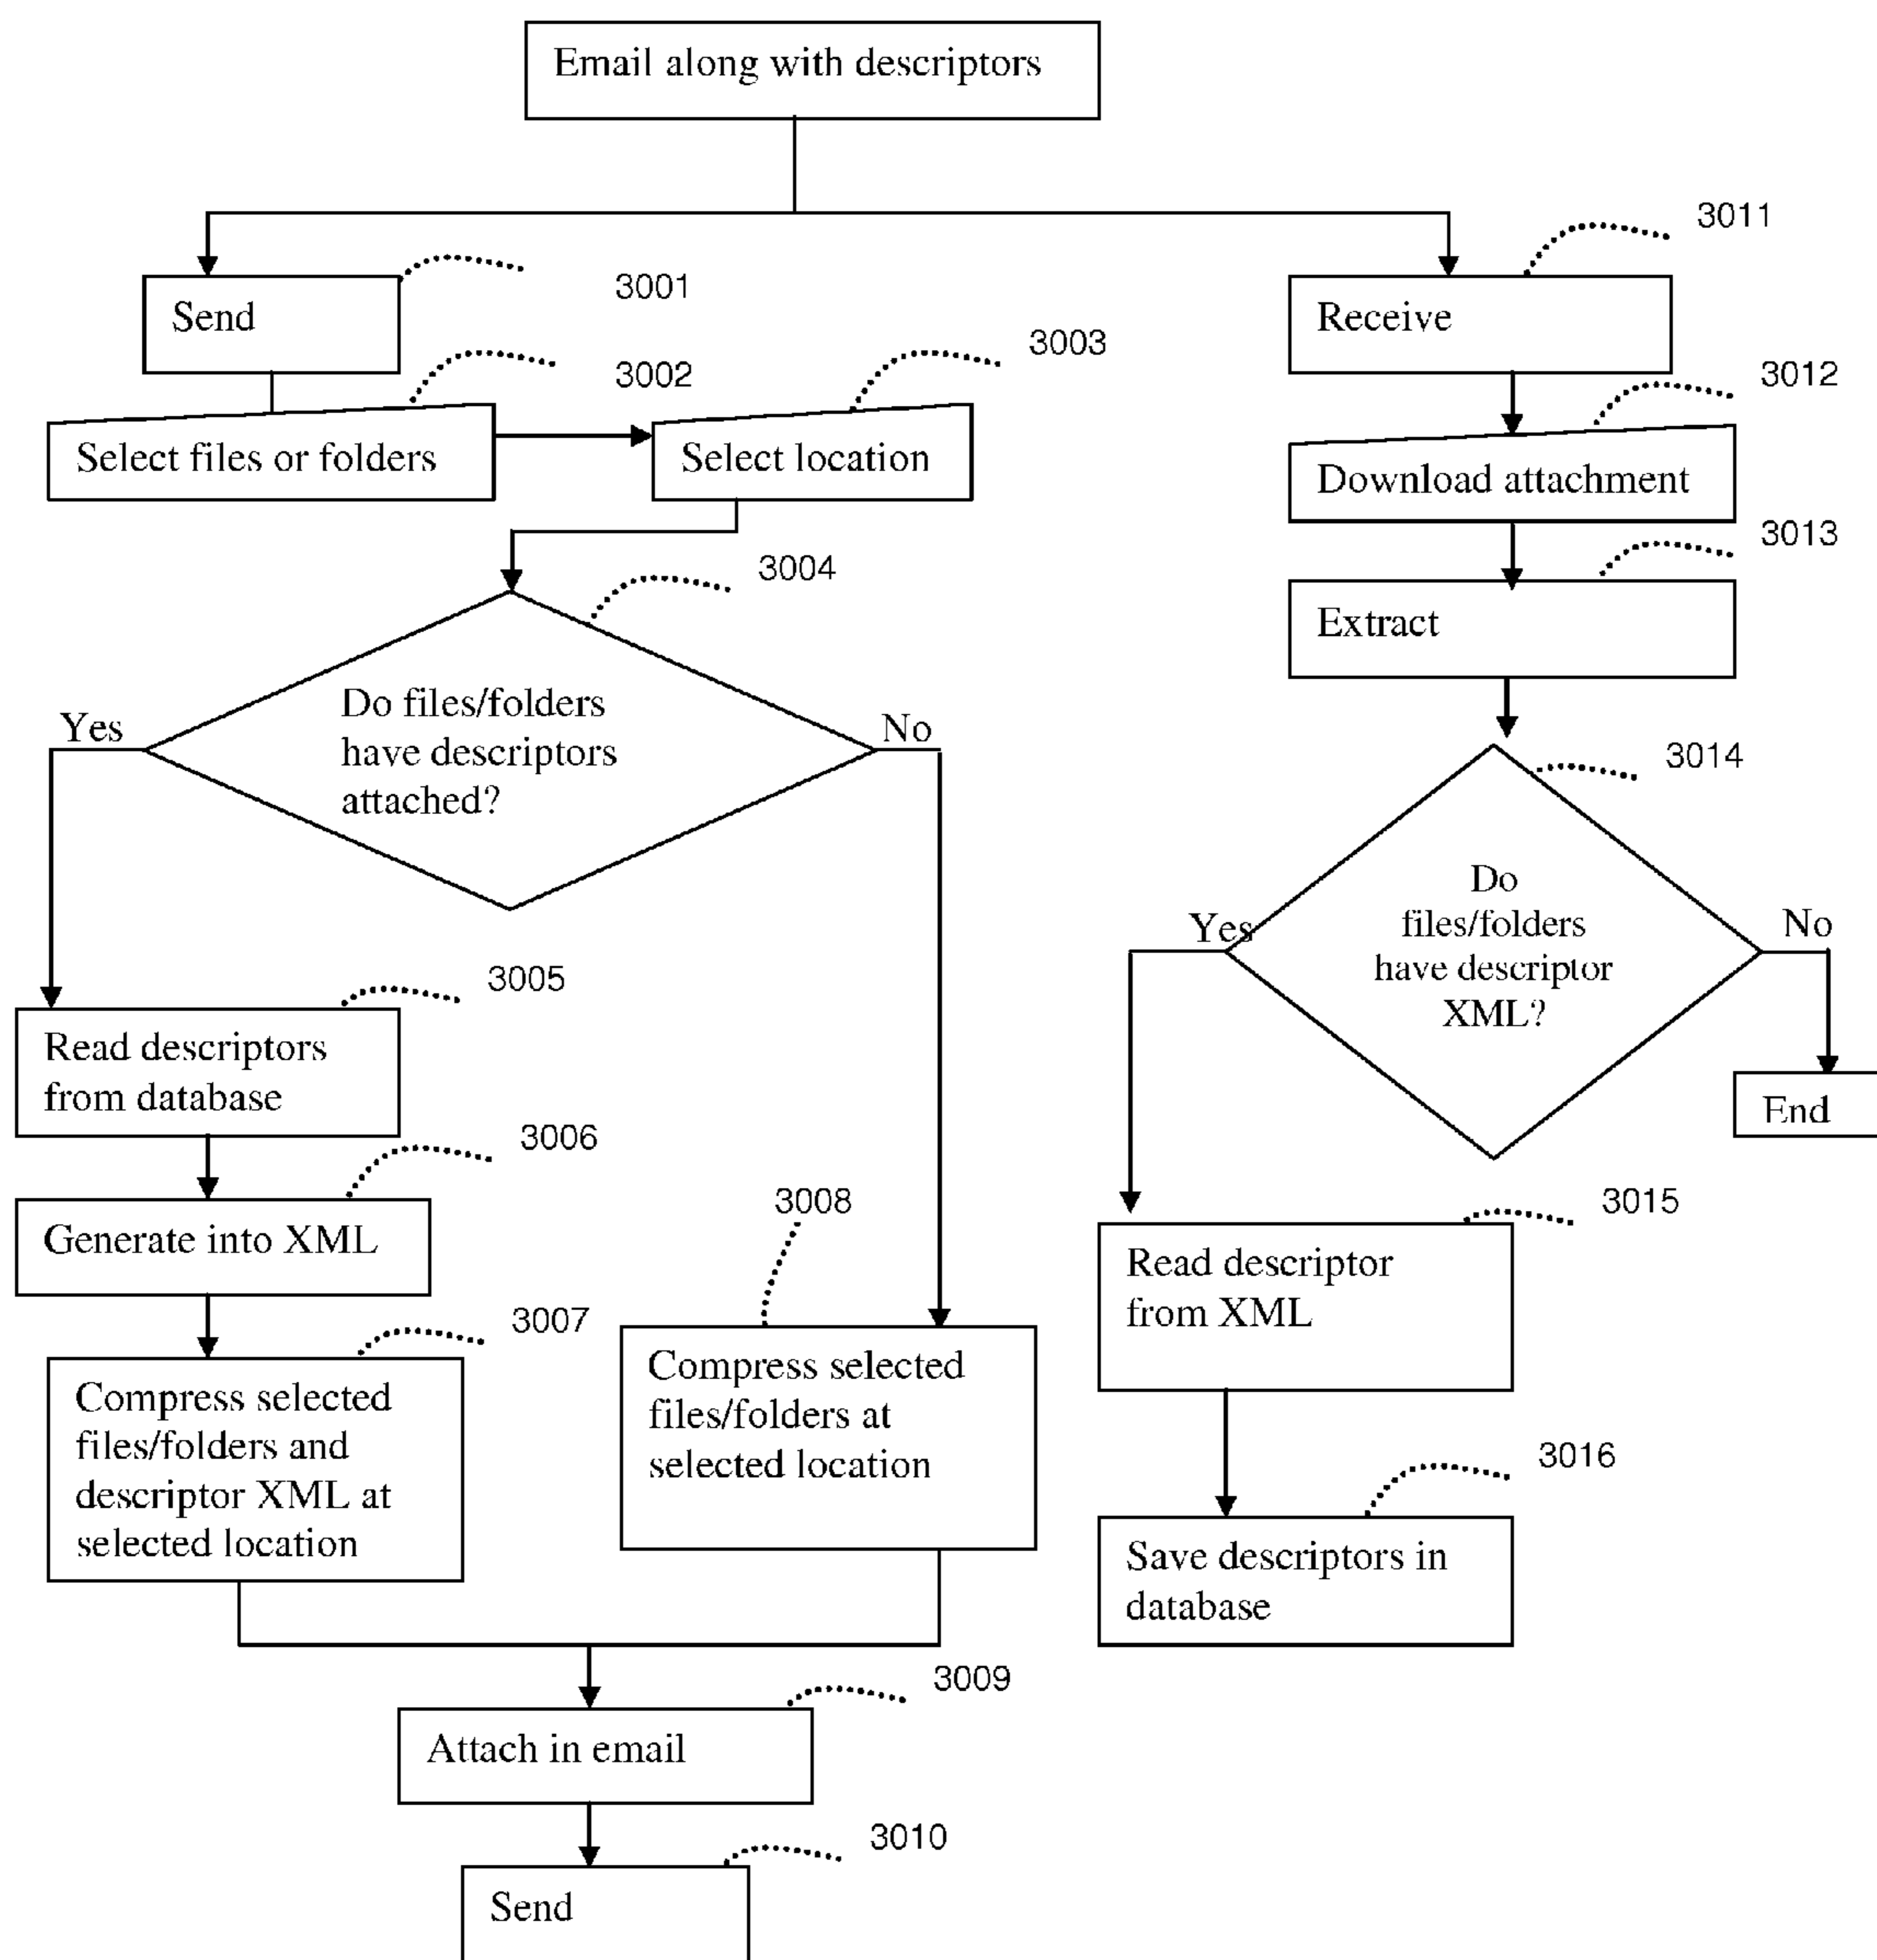 Email along with descriptors
3011
3001
Send
Receive
3003
3002
3012
Select files or folders
Select location
Download attachment
3013
3004
Extract
Do files/folders
have descriptors
attached?
Yes
No
3014
Do
files/folders
have descriptor
XML?
Yes
No
3005
Read descriptors
from database
End
3006
Generate into XML
3008
3015
Read descriptor
from XML
3007
Compress selected
files/folders and
descriptor XML at
selected location
Compress selected
files/folders at
selected location
3016
Save descriptors in
database
3009
Attach in email
3010
Send